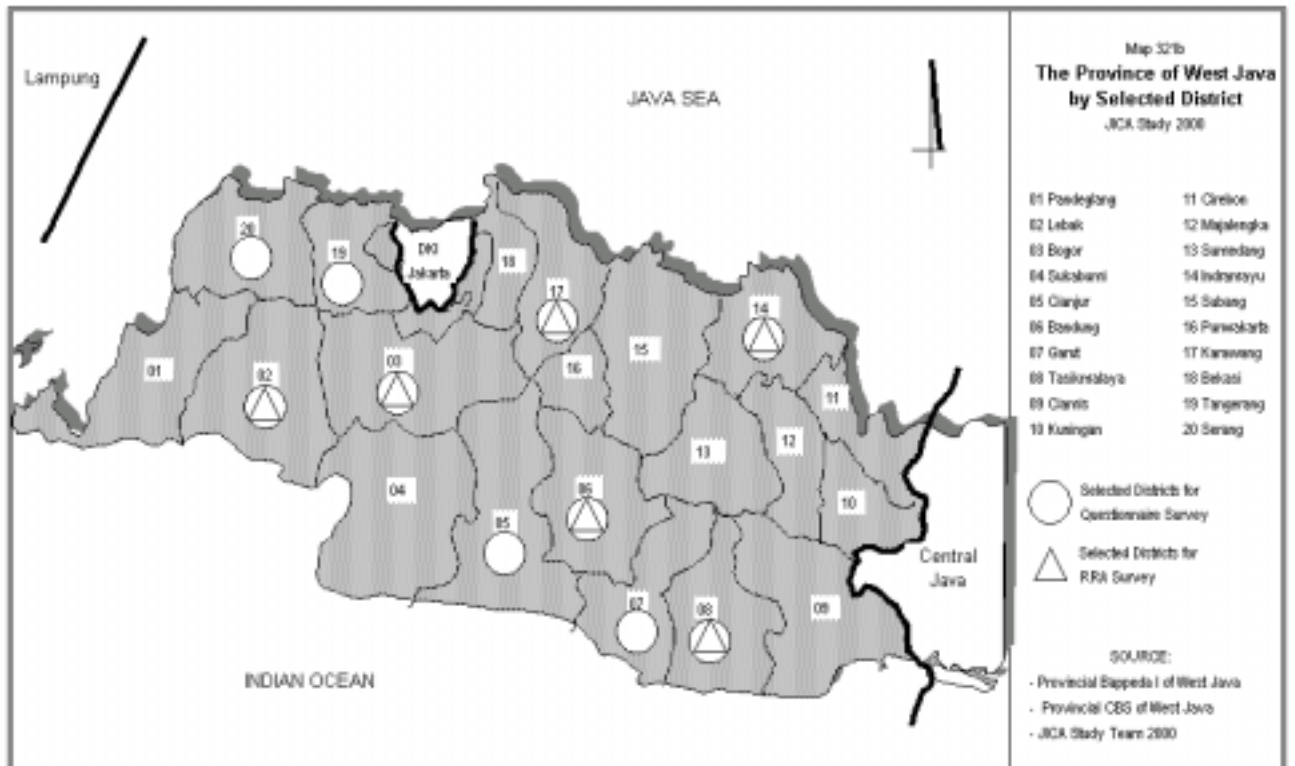 Lampung
JAVA SEA
20
19
DKI
Jakarta
18
17
14
01
02
03
15
16
11
12
13
04
05
06
10
07
08
09
Central
Java
INDIAN OCEAN
Map 321b
The Province of West Java
by Selected District
JICA Study 2000
01 Pandeglang
02 Lebak
03 Bogor
04 Sukabumi
05 Cianjur
06 Bandung
07 Garut
08 Tasikmalaya
09 Ciamis
10 Kuningan
11 Cirebon
12 Majalengka
13 Sumedang
14 Indramayu
15 Subang
16 Purwakarta
17 Karawang
18 Bekasi
19 Tangerang
20 Serang
Selected Districts for
Questionnaire Survey
Selected Districts for
RRA Survey
SOURCE:
- Provincial Bappeda I of West Java
- Provincial CBS of West Java
- JICA Study Team 2000